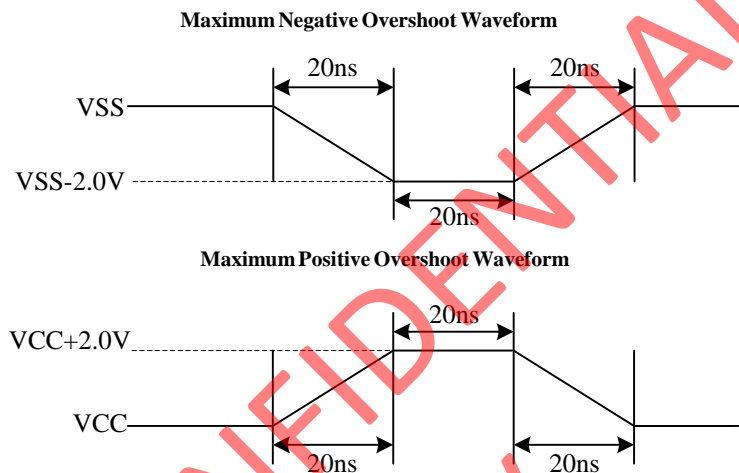 Maximum Negative Overshoot Waveform
20ns 20ns
VSS
VSS-2.0V
20ns
Maximum Positive Overshoot Waveform
20ns
VCC+2.0V
VCC
20ns 20ns
NFIDENTIAL